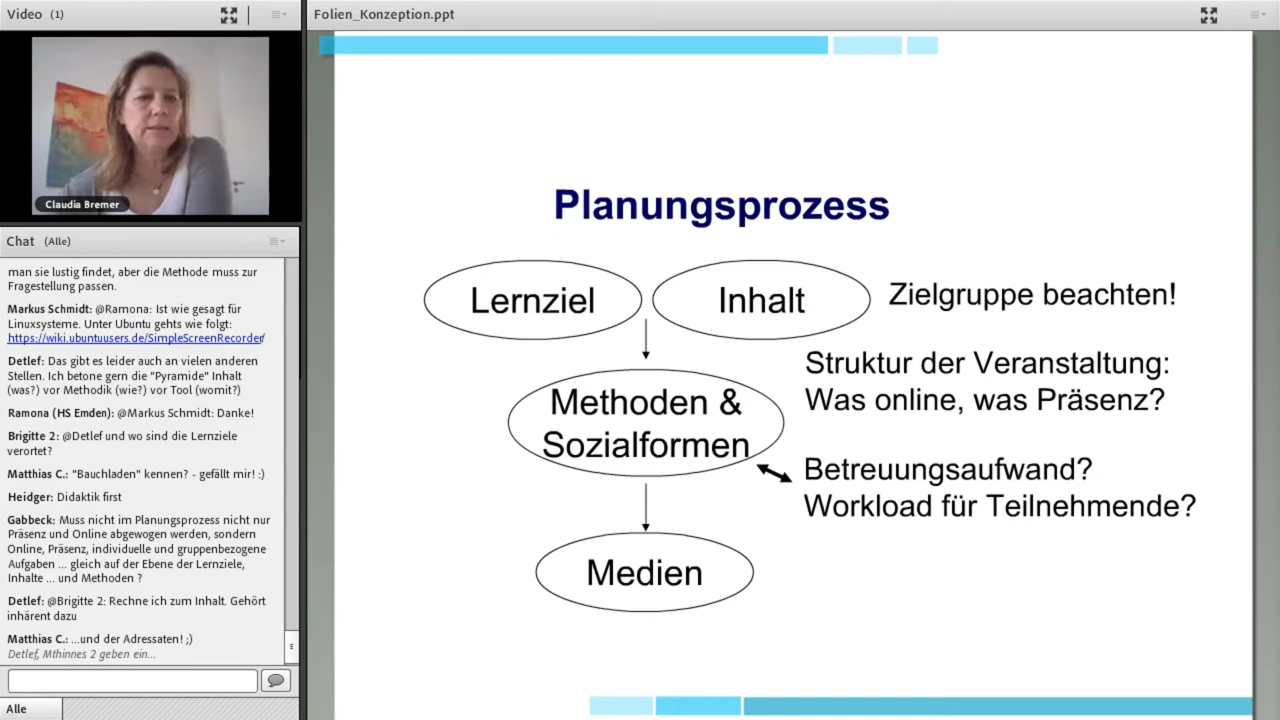 Video (1)
Claudia Bremer
Chat (Alle)
man sie lustig findet, aber die Methode muss zur
Fragestellung passen.
Markus Schmidt: @Ramona: Ist wie gesagt für
Linuxsysteme. Unter Ubuntu gehts wie folgt:
https://wiki.ubuntuusers.de/SimpleScreenRecorder/
Detlef: Das gibt es leider auch an vielen anderen
Stellen. Ich betone gern die "Pyramide" Inhalt
(was?) vor Methodik (wie?) vor Tool (womit?)
Ramona (HS Emden): @Markus Schmidt: Danke!
Brigitte 2: @Detlef und wo sind die Lernziele
verortet?
Matthias C.: "Bauchladen" kennen? - gefällt mir! :)
Heidger: Didaktik first
Gabbeck: Muss nicht im Planungsprozess nicht nur
Präsenz und Online abgewogen werden, sondern
Online, Präsenz, individuelle und gruppenbezogene
Aufgaben ... gleich auf der Ebene der Lernziele,
Inhalte ... und Methoden ?
Detlef: @Brigitte 2: Rechne ich zum Inhalt. Gehört
inhärent dazu
Matthias C.: ...und der Adressaten! ;)
Detlef, Mthinnes 2 geben ein...
Alle
Folien_Konzeption.ppt
Planungsprozess
Lernziel
Inhalt
Zielgruppe beachten!
Struktur der Veranstaltung:
Was online, was Präsenz?
Methoden &
Sozialformen
Betreuungsaufwand?
Workload für Teilnehmende?
Medien